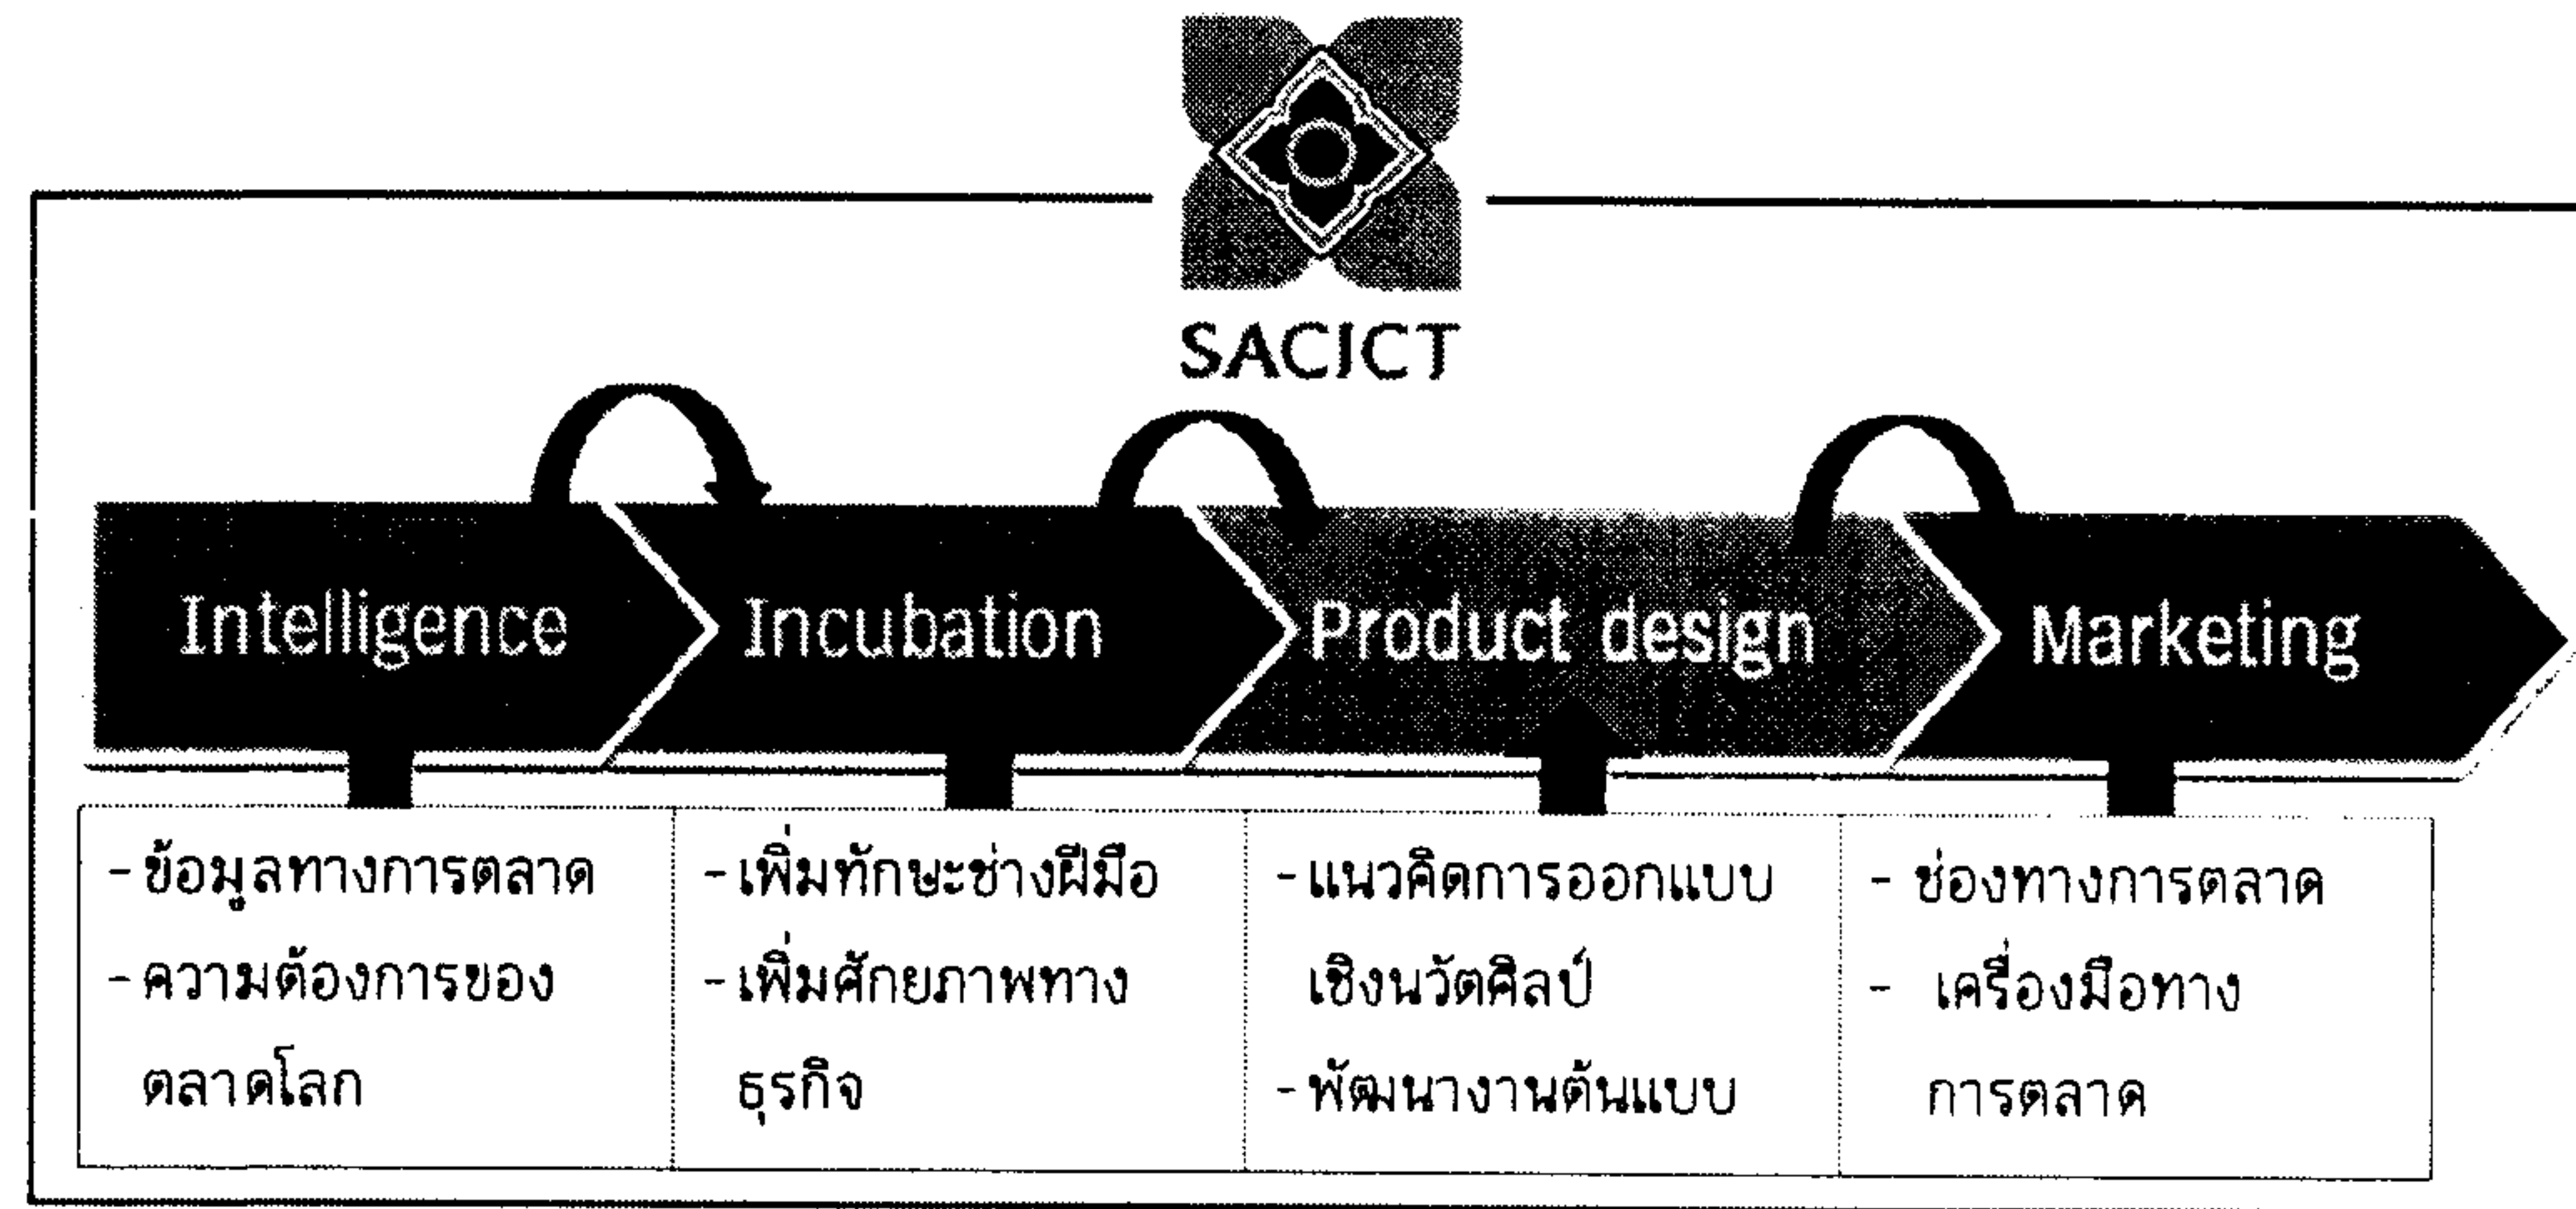 SACICT
Intelligence
Incubation
Product design
Marketing
- ข้อมูลทางการตลาด
- ความต้องการของ
ตลาดโลก
- เพิ่มทักษะช่างฝีมือ
- เพิ่มศักยภาพทาง
ธุรกิจ
- แนวคิดการออกแบบ
เชิงนวัตศิลป์
- พัฒนางานต้นแบบ
- ช่องทางการตลาด
- เครื่องมือทาง
การตลาด